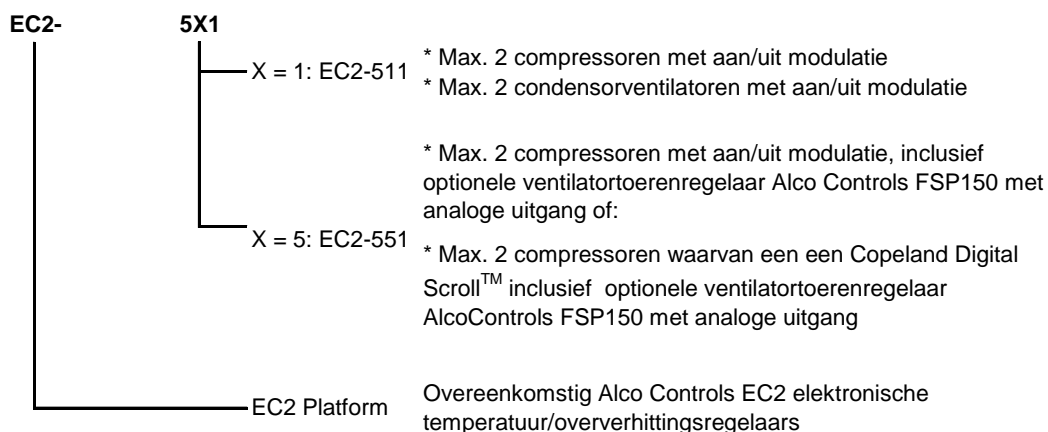 EC2- 5X1
X = 1: EC2-511
* Max. 2 compressoren met aan/uit modulatie
* Max. 2 condensorventilatoren met aan/uit modulatie
X = 5: EC2-551
* Max. 2 compressoren met aan/uit modulatie, inclusief
optionele ventilatortoerenregelaar Alco Controls FSP150 met
analoge uitgang of:
* Max. 2 compressoren waarvan een een Copeland Digital
Scroll™ inclusief optionele ventilatortoerenregelaar
AlcoControls FSP150 met analoge uitgang
EC2 Platform
Overeenkomstig Alco Controls EC2 elektronische
temperatuur/oververhittingsregelaars